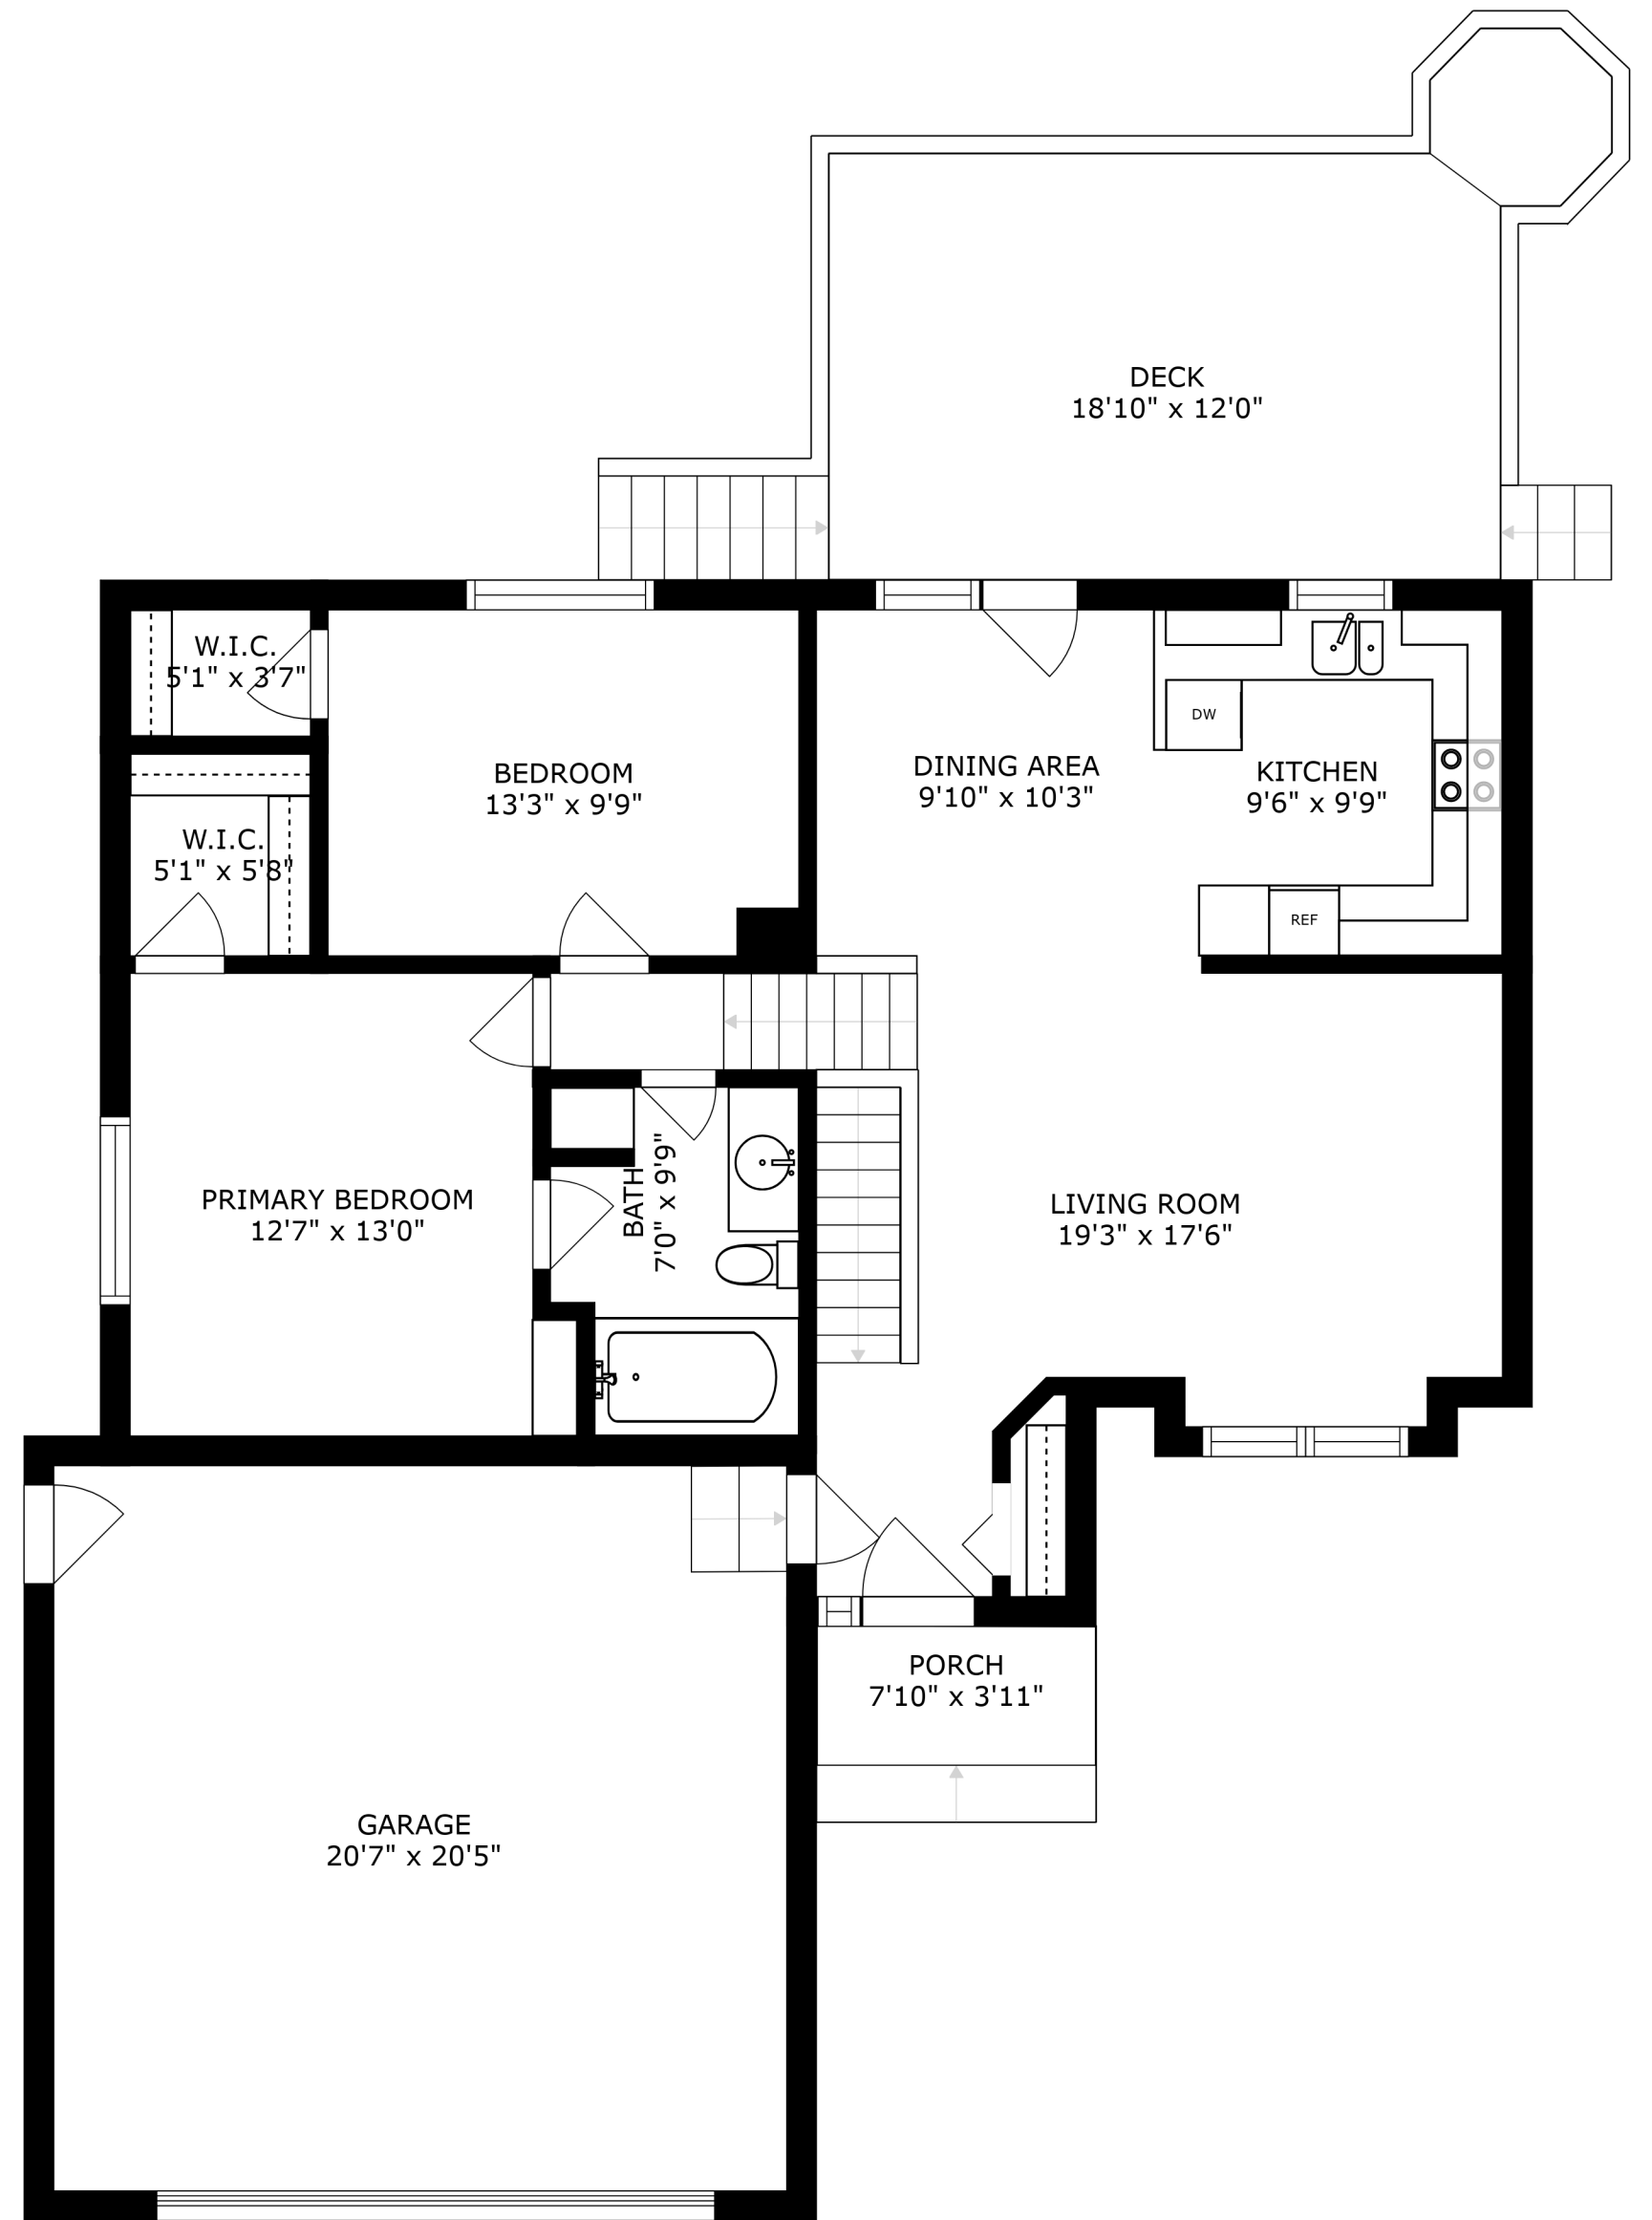 DECK
18'10" x 12'0"
W.I.C.
5'1" x 3'7"
BEDROOM
13'3" x 9'9"
DINING AREA
9'10" x 10'3"
DW
KITCHEN
9'6" x 9'9"
W.I.C.
5'1" x 5'8"
REF
PRIMARY BEDROOM
12'7" x 13'0"
BATH
7'0" x 9'9"
LIVING ROOM
19'3" x 17'6"
PORCH
7'10" x 3'11"
GARAGE
20'7" x 20'5"